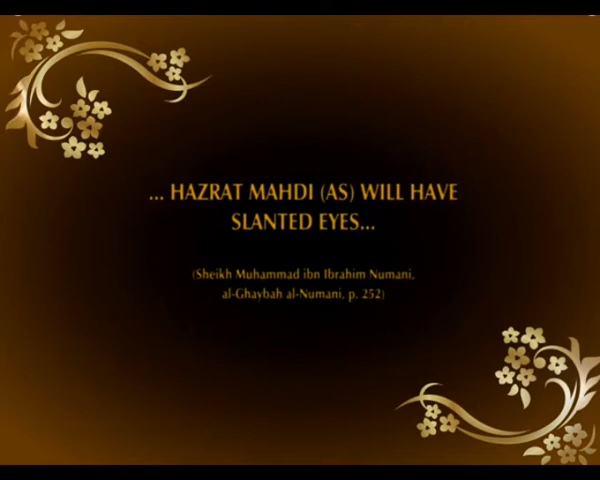 ... HAZRAT MAHDI (AS) WILL HAVE
SLANTED EYES...
(Sheikh Muhammad ibn Ibrahim Numani,
al-Ghaybah al-Numani, p. 252)